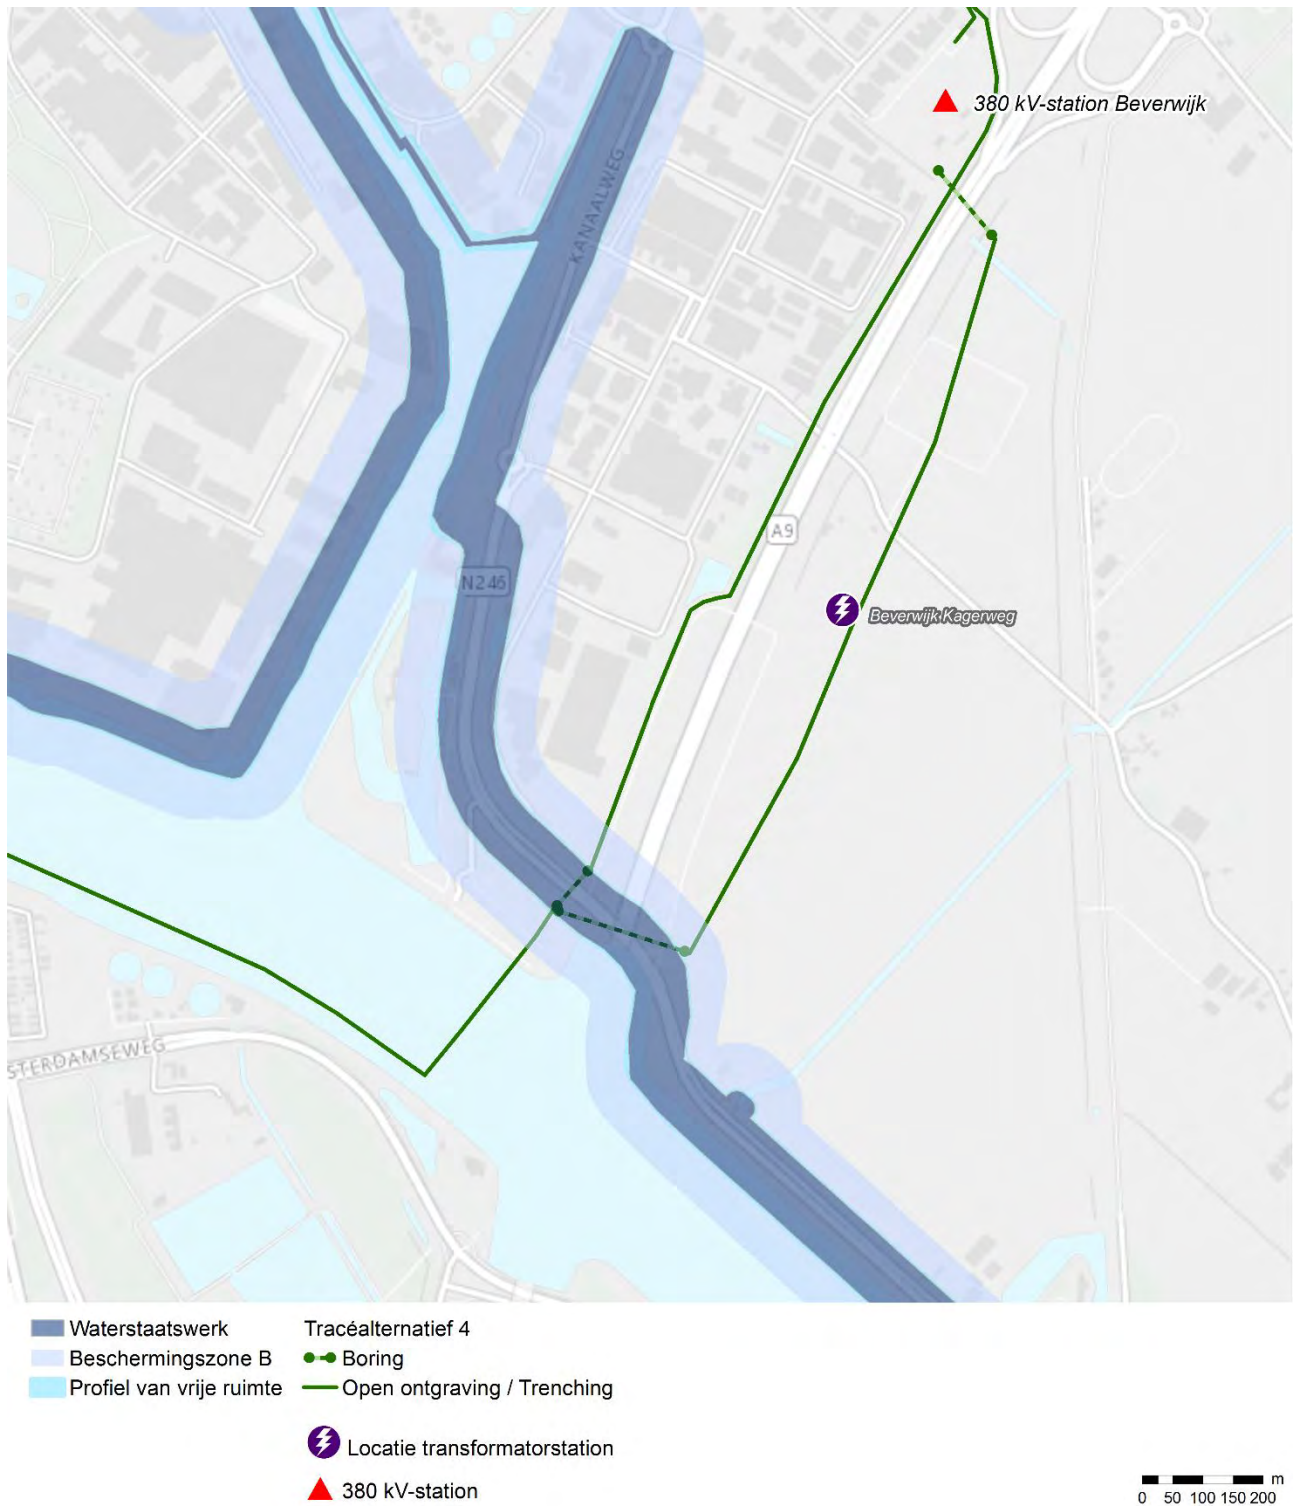 380 kV-station Beverwijk
KANAALWEG
A9
N246
Beverwijk Kagerweg
STERDAMSEWEG
Waterstaatswerk
Beschermingszone B
Profiel van vrije ruimte
Tracéalternatief 4
Boring
Open ontgraving / Trenching
Locatie transformatorstation
380 kV-station
m
0 50 100 150 200